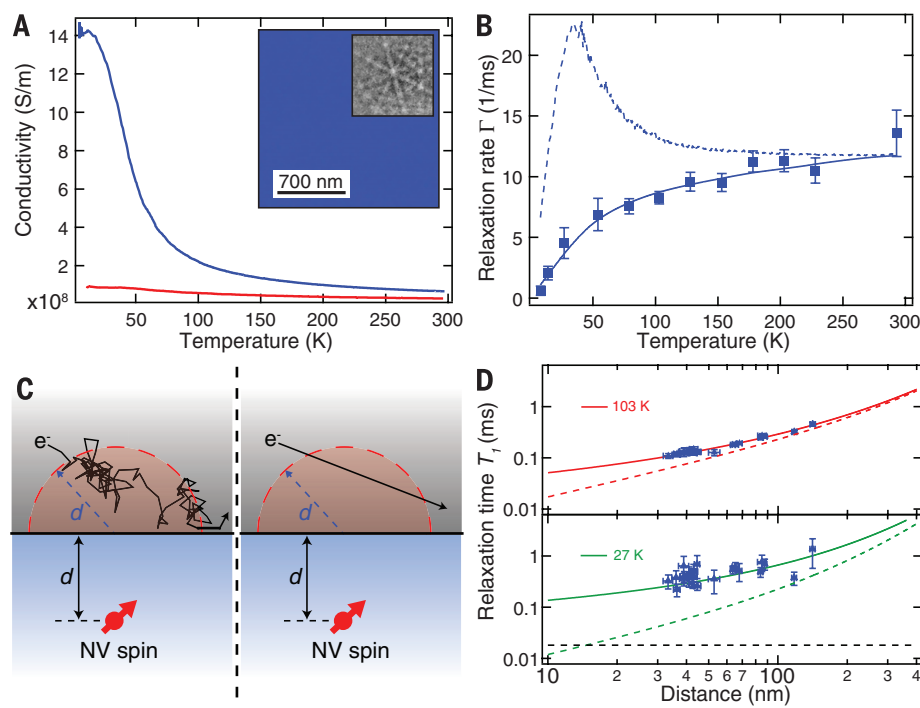 A
Conductivity (S/m)
14
12
10
8
6
4
2
x10⁸
50
100
150
200
250
300
Temperature (K)
700 nm
B
Relaxation rate Γ (1/ms)
20
15
10
5
0
50
100
150
200
250
300
Temperature (K)
C
e⁻
d
d
NV spin
e⁻
d
d
NV spin
D
Relaxation time T₁ (ms)
1
0.1
0.01
103 K
1
0.1
0.01
27 K
10
2
3
4
5
6
7
100
2
3
4
Distance (nm)